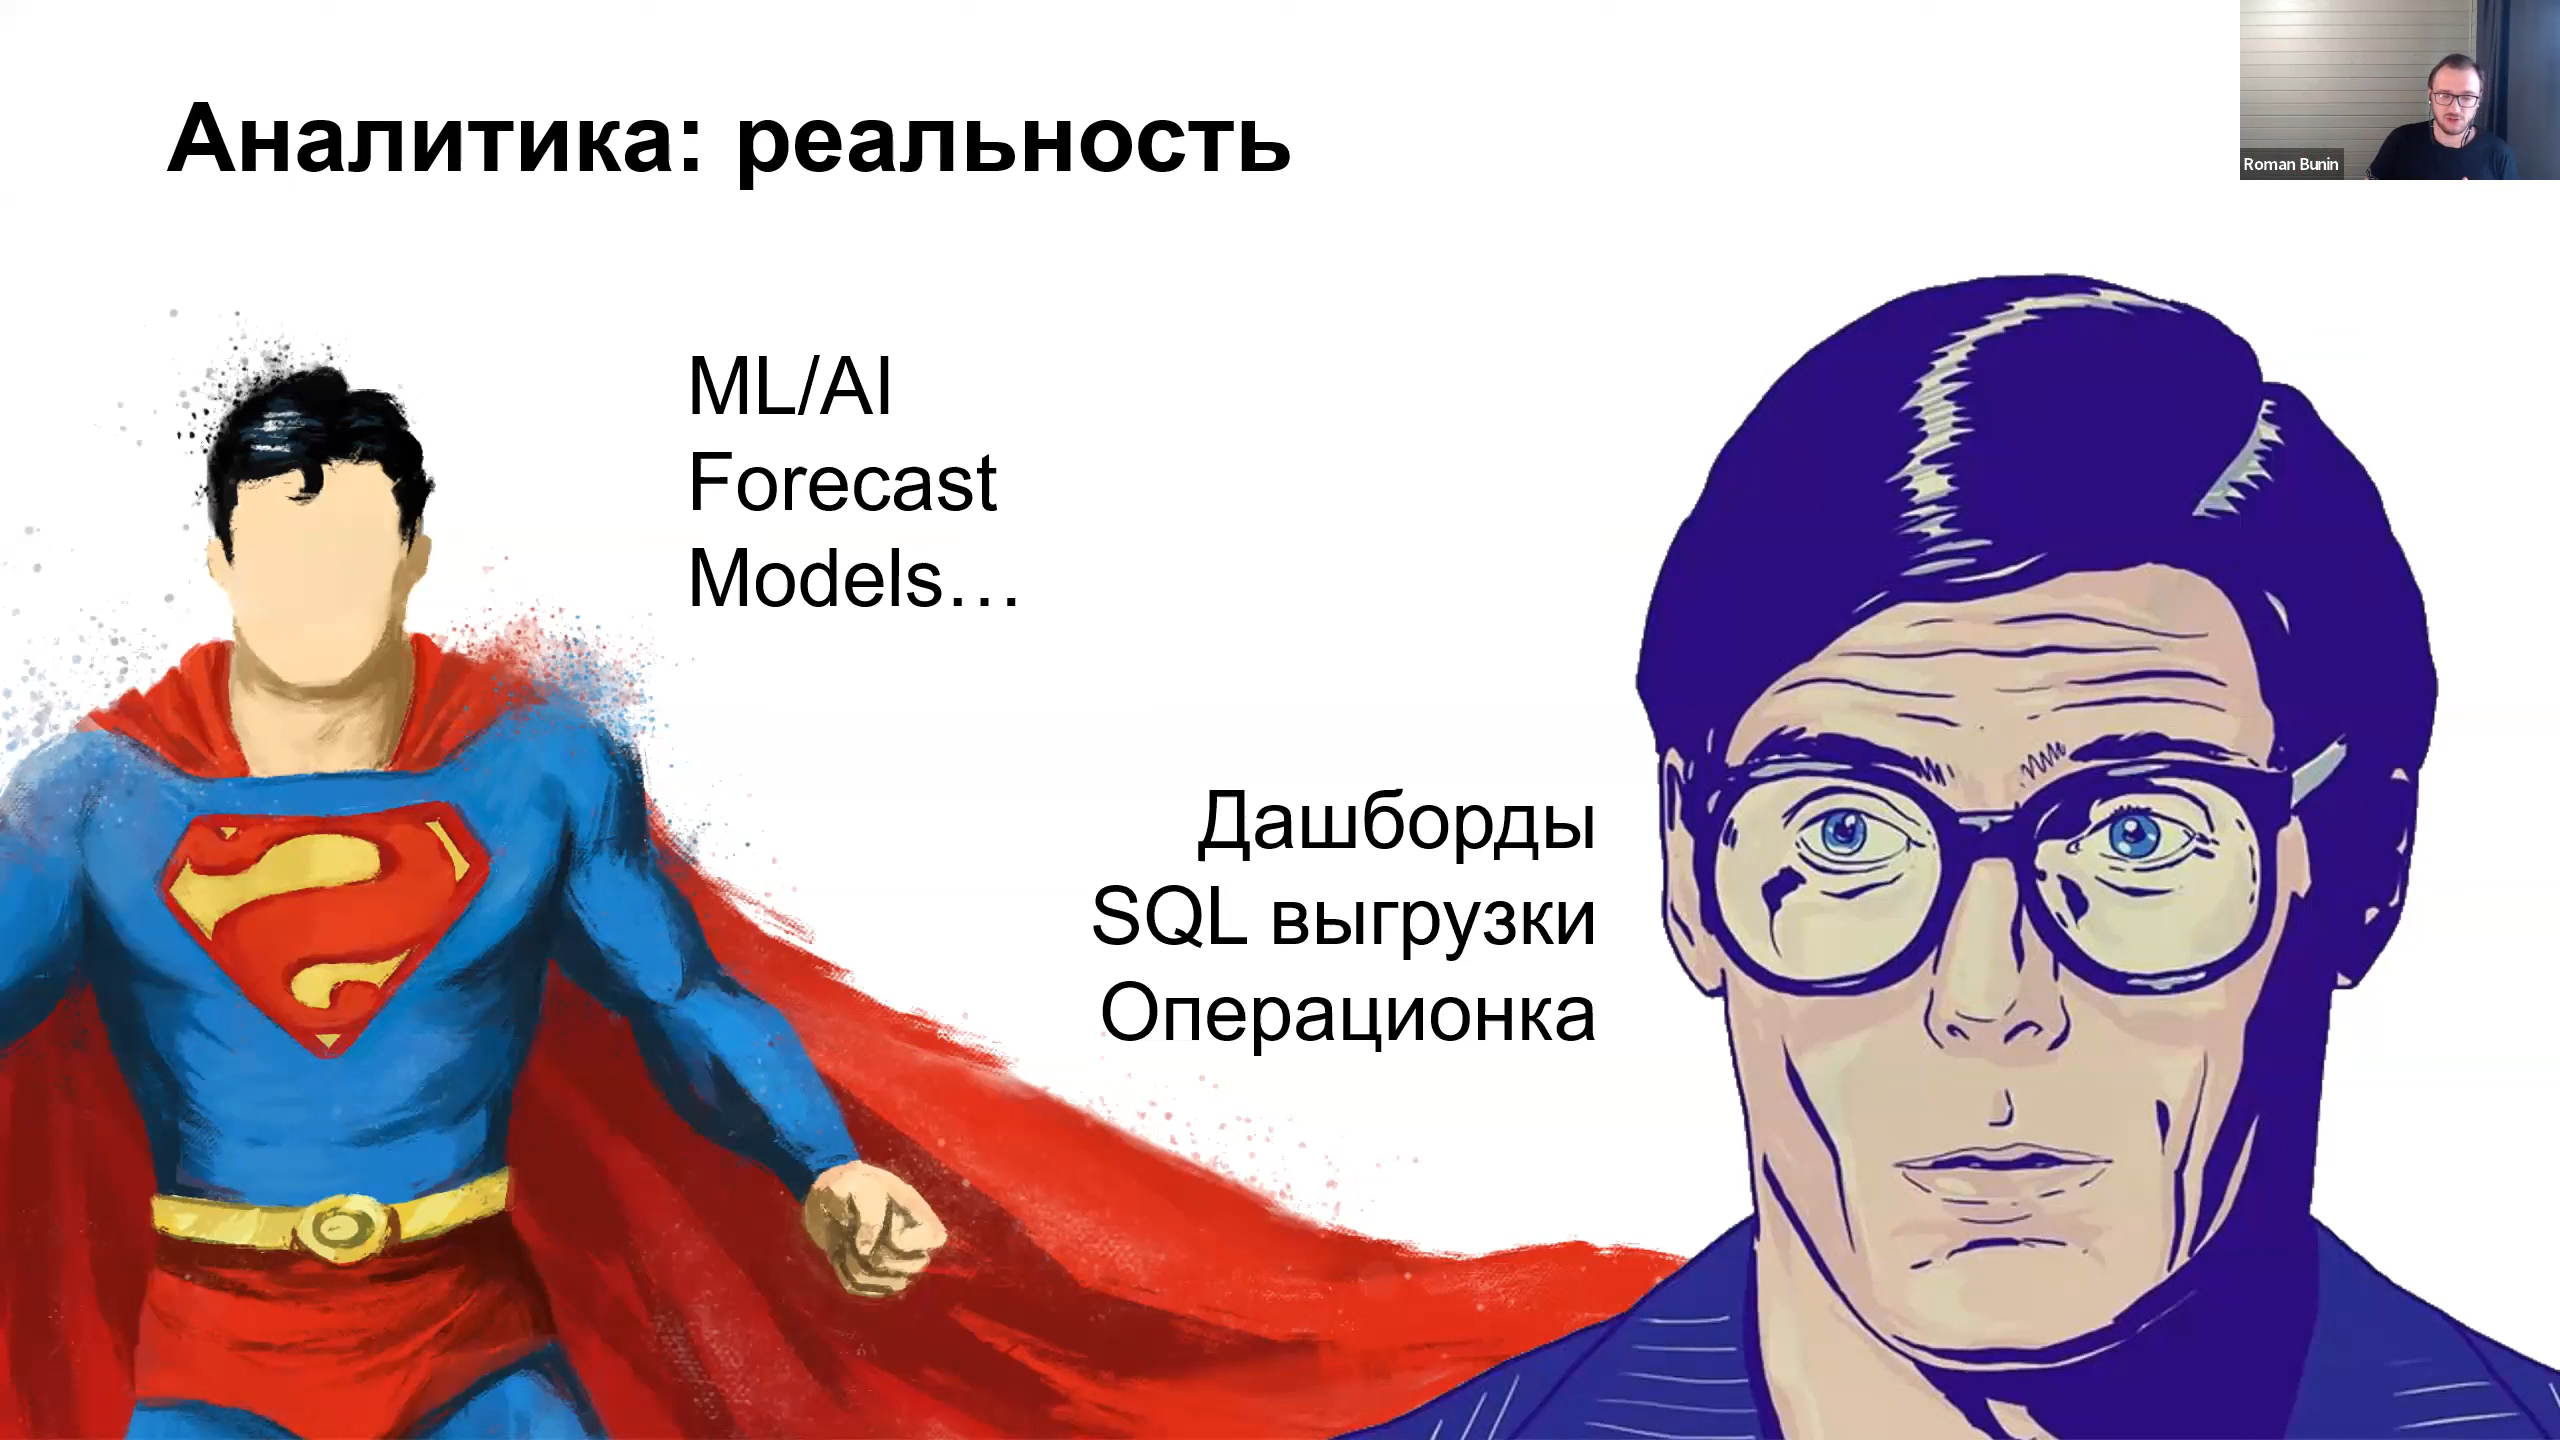 Аналитика: реальность
Roman Bunin
ML/AI
Forecast
Models…
Дашборды
SQL выгрузки
Операционка